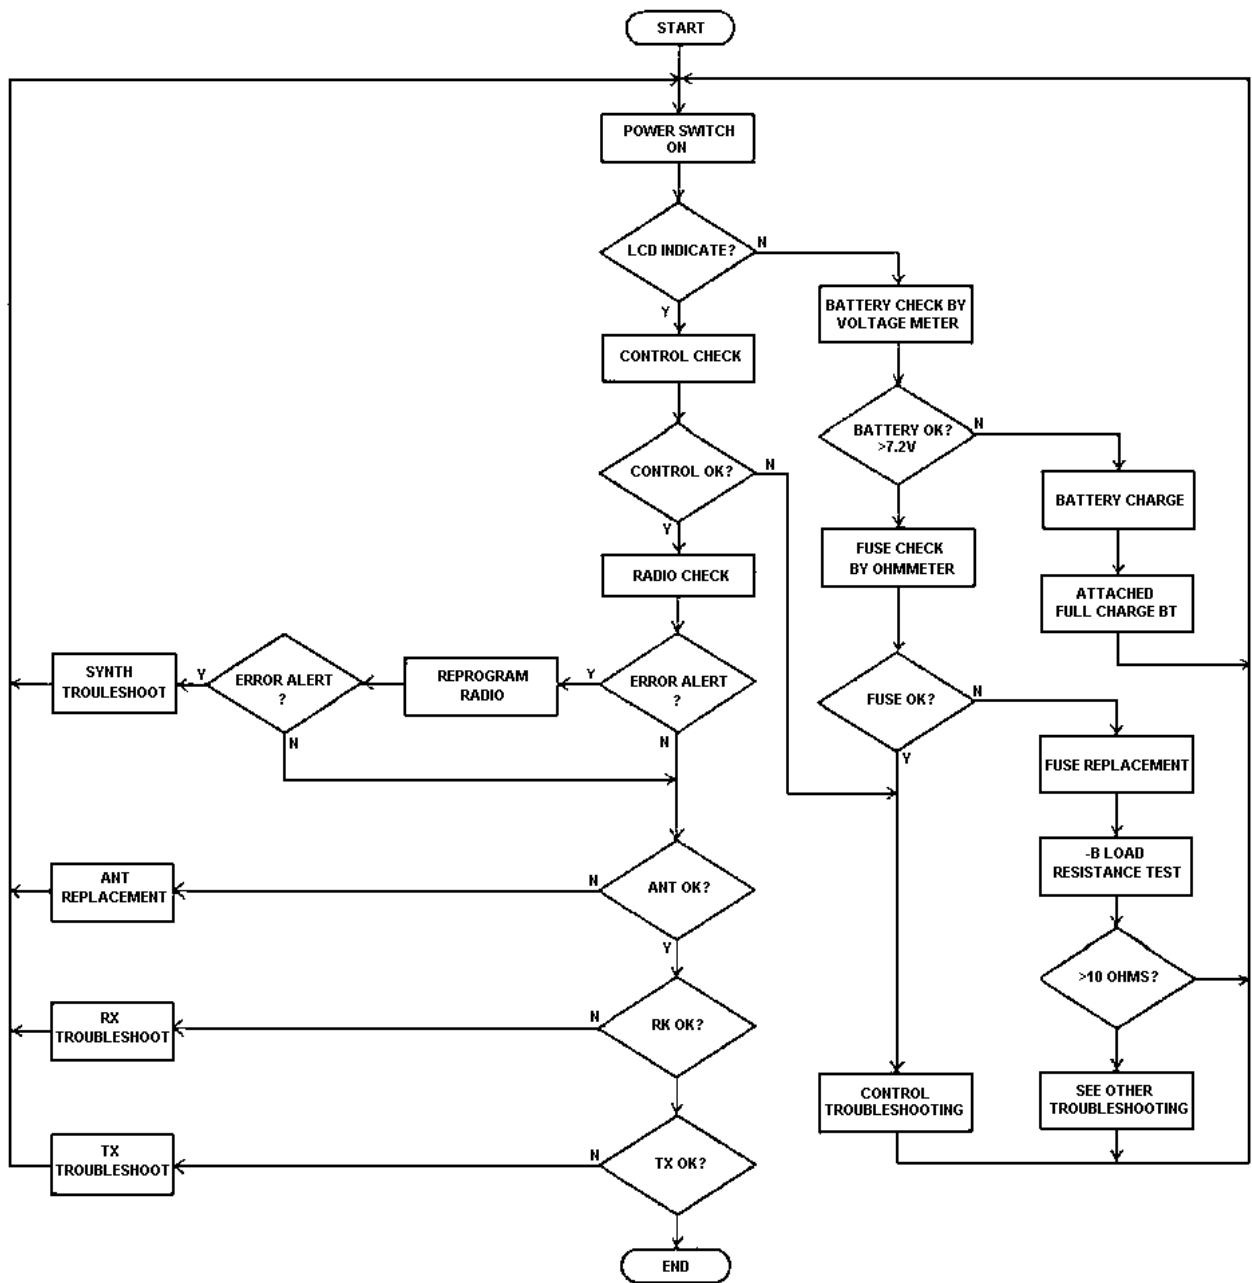 START
POWER SWITCH
ON
LCD INDICATE?
N
Y
BATTERY CHECK BY
VOLTAGE METER
CONTROL CHECK
BATTERY OK?
>7.2V
N
CONTROL OK?
N
Y
BATTERY CHARGE
FUSE CHECK
BY OHMMETER
RADIO CHECK
ATTACHED
FULL CHARGE BT
SYNTH
TROULESHOOT
Y
ERROR ALERT
?
N
REPROGRAM
RADIO
Y
ERROR ALERT
?
N
FUSE OK?
N
Y
FUSE REPLACEMENT
-B LOAD
RESISTANCE TEST
ANT
REPLACEMENT
N
ANT OK?
Y
>10 OHMS?
RX
TROUBLESHOOT
N
RK OK?
CONTROL
TROUBLESHOOTING
SEE OTHER
TROUBLESHOOTING
TX
TROUBLESHOOT
N
TX OK?
END